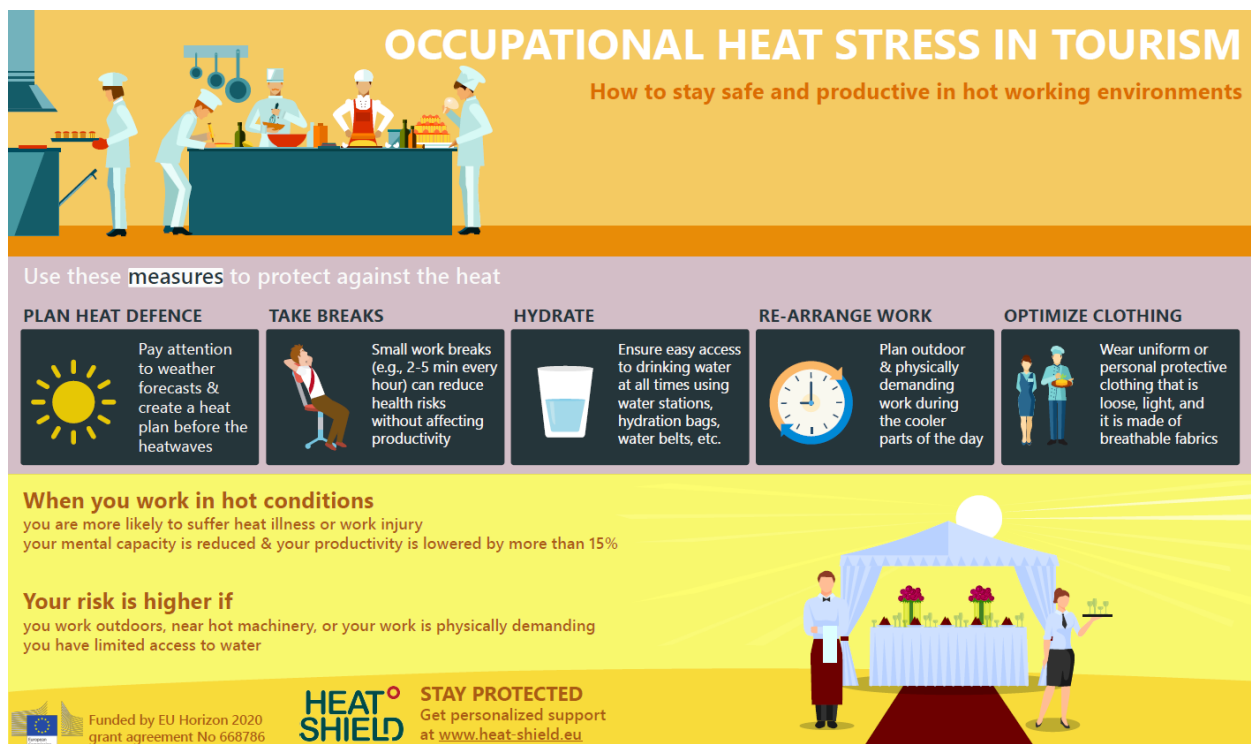 OCCUPATIONAL HEAT STRESS IN TOURISM
How to stay safe and productive in hot working environments
Use these measures to protect against the heat
PLAN HEAT DEFENCE
Pay attention
to weather
forecasts &
create a heat
plan before the
heatwaves
TAKE BREAKS
Small work breaks
(e.g., 2-5 min every
hour) can reduce
health risks
without affecting
productivity
HYDRATE
Ensure easy access
to drinking water
at all times using
water stations,
hydration bags,
water belts, etc.
RE-ARRANGE WORK
Plan outdoor
& physically
demanding
work during
the cooler
parts of the day
OPTIMIZE CLOTHING
Wear uniform or
personal protective
clothing that is
loose, light, and
it is made of
breathable fabrics
When you work in hot conditions
you are more likely to suffer heat illness or work injury
your mental capacity is reduced & your productivity is lowered by more than 15%
Your risk is higher if
you work outdoors, near hot machinery, or your work is physically demanding
you have limited access to water
European
Funded by EU Horizon 2020
grant agreement No 668786
HEAT
SHIELD
STAY PROTECTED
Get personalized support
at www.heat-shield.eu